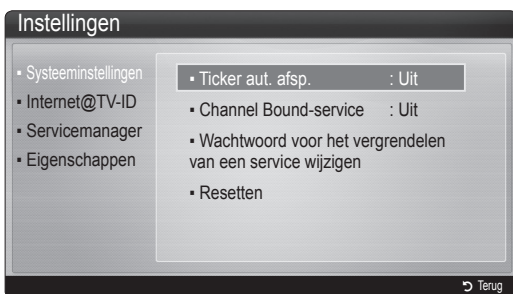 Instellingen
▪ Systeeminstellingen
▪ Internet@TV-ID
▪ Servicemanager
▪ Eigenschappen
▪ Ticker aut. afsp. : Uit
▪ Channel Bound-service : Uit
▪ Wachtwoord voor het vergrendelen
van een service wijzigen
▪ Resetten
Terug